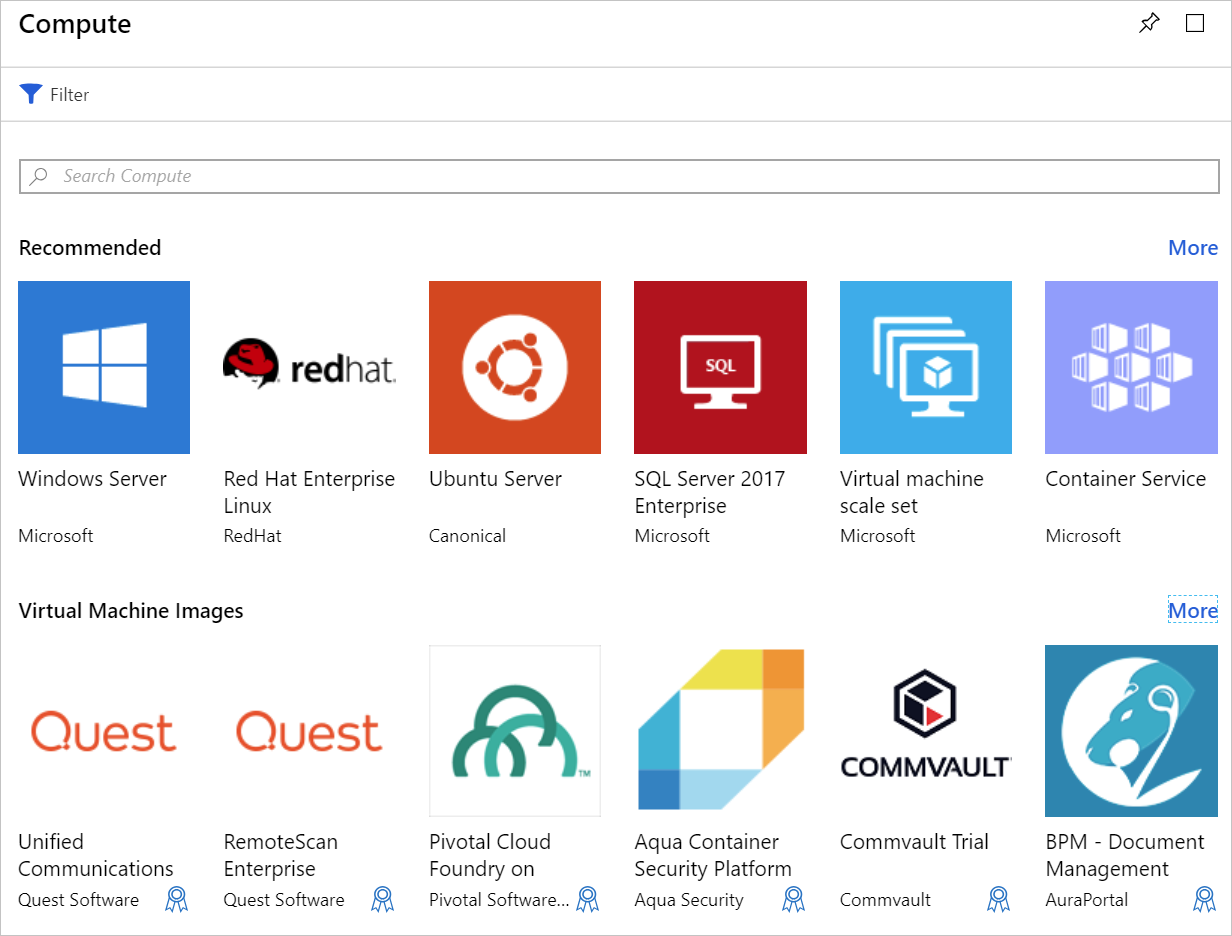 Compute
Filter
Search Compute
Recommended
More
redhat.
SQL
Windows Server
Microsoft
Red Hat Enterprise
Linux
RedHat
Ubuntu Server
Canonical
SQL Server 2017
Enterprise
Microsoft
Virtual machine
scale set
Microsoft
Container Service
Microsoft
Virtual Machine Images
More
Quest
Unified
Communications
Quest Software
Quest
RemoteScan
Enterprise
Quest Software
TM
Pivotal Cloud
Foundry on
Pivotal Software...
Aqua Container
Security Platform
Aqua Security
COMMVAULT
Commvault Trial
Commvault
BPM - Document
Management
AuraPortal